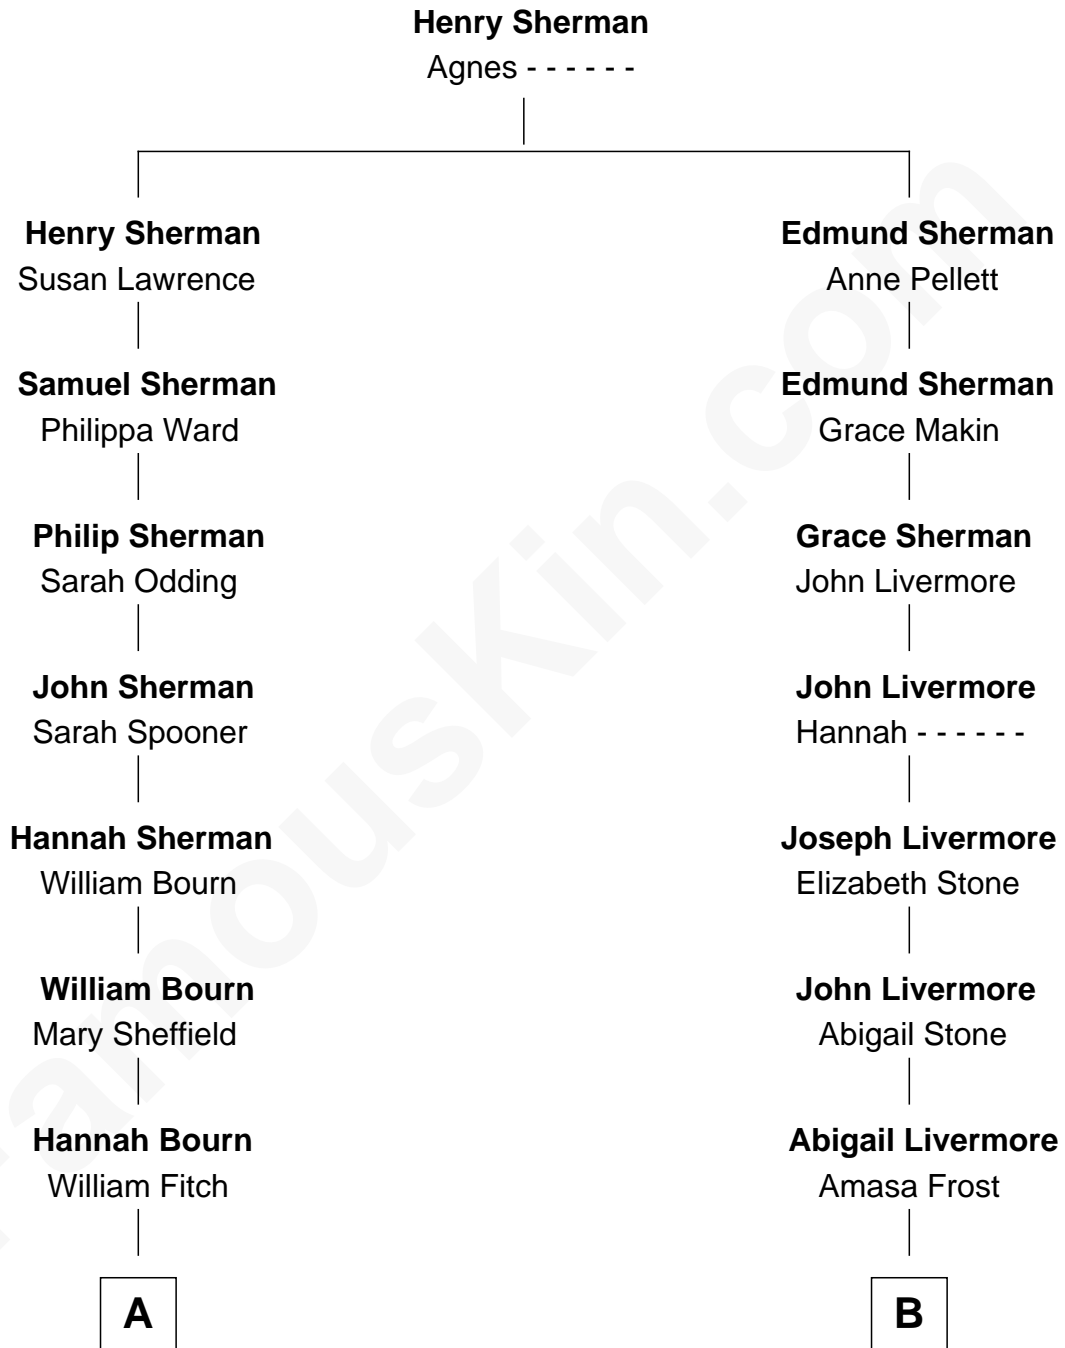 Henry Sherman
Agnes - - - - - -
Henry Sherman
Susan Lawrence
Edmund Sherman
Anne Pellett
Samuel Sherman
Philippa Ward
Edmund Sherman
Grace Makin
Philip Sherman
Sarah Odding
Grace Sherman
John Livermore
John Sherman
Sarah Spooner
John Livermore
Hannah - - - - - -
Hannah Sherman
William Bourn
Joseph Livermore
Elizabeth Stone
William Bourn
Mary Sheffield
John Livermore
Abigail Stone
Hannah Bourn
William Fitch
Abigail Livermore
Amasa Frost
A
B
FamousKin.com